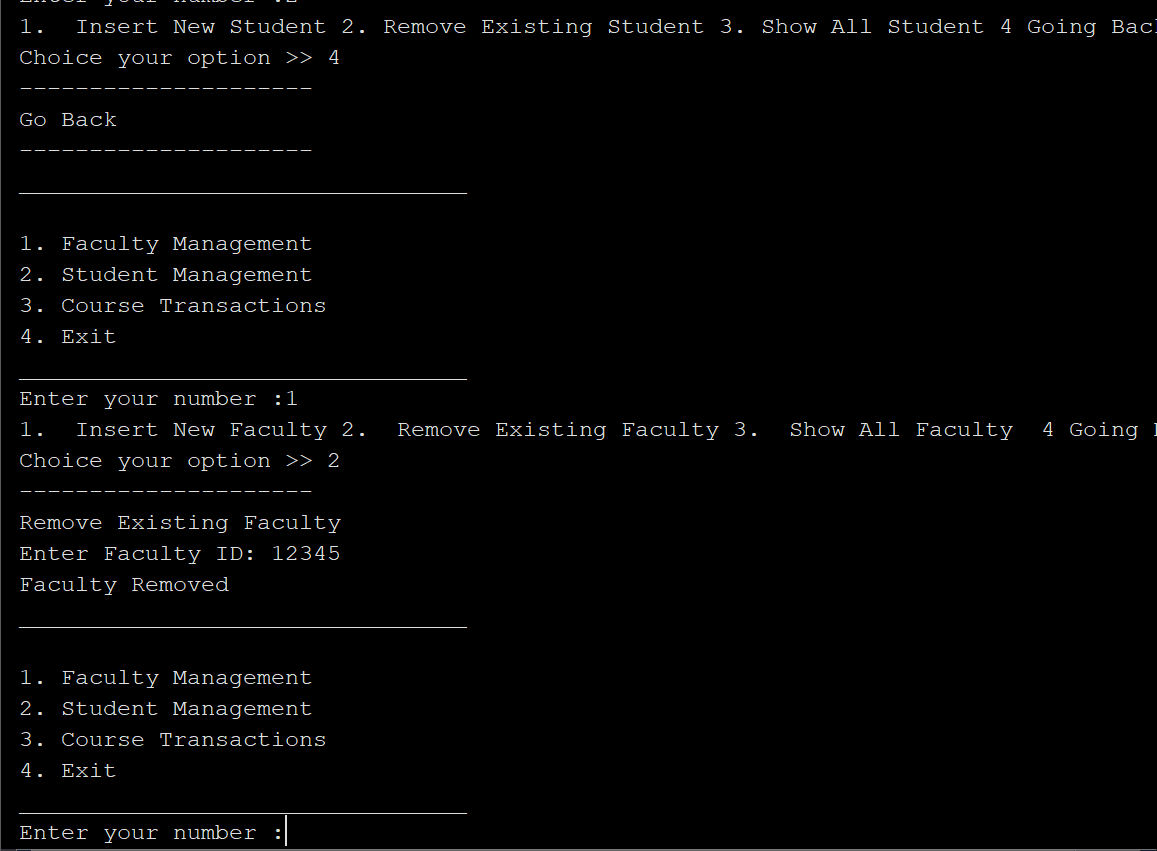 1.  Insert New Student 2. Remove Existing Student 3. Show All Student 4 Going
Choice your option >> 4
---------------------
Go Back
---------------------
________________________________
1. Faculty Management
2. Student Management
3. Course Transactions
4. Exit
________________________________
Enter your number :1
1.  Insert New Faculty 2.  Remove Existing Faculty 3.  Show All Faculty  4 Going
Choice your option >> 2
---------------------
Remove Existing Faculty
Enter Faculty ID: 12345
Faculty Removed
________________________________
1. Faculty Management
2. Student Management
3. Course Transactions
4. Exit
________________________________
Enter your number :